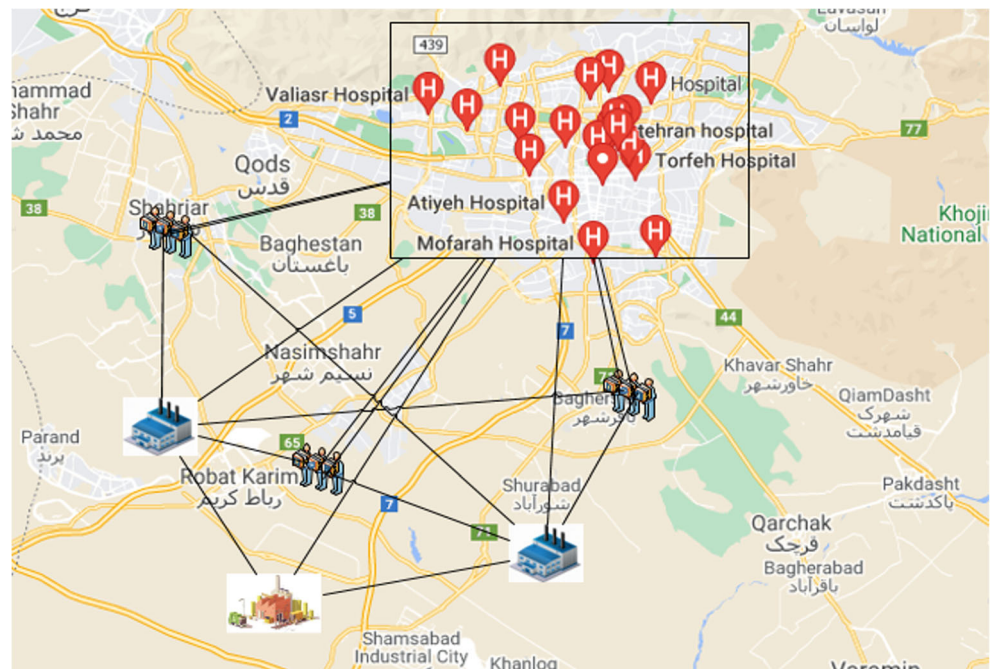 کرج
439
Lavasan
لواسان
Hospital
Valiasr Hospital
2
77
tehran hospital
Torfeh Hospital
Shahr
محمد
Qods
قدس
38
38
Shahriar
Atiyeh Hospital
Khoji
National
Mofarah Hospital
Baghestan
باغستان
5
7
44
Nasimshahr
نسیم شهر
Khavar Shahr
خاورشهر
QiamDasht
شهرک
قیامدشت
باقرشهر
Parand
پرند
65
Robat Karim
رباط کریم
7
71
Shurabad
شورآباد
Pakdasht
پاکدشت
Qarchak
قرچک
Bagherabad
باقرآباد
Shamsabad
Industrial City
Khanlog
Varamin